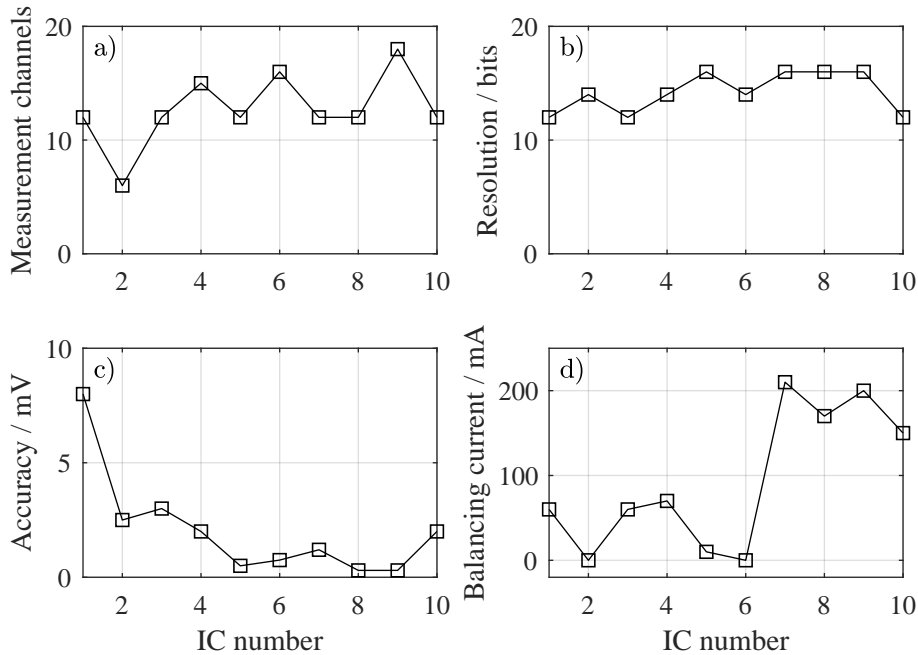 a)
Measurement channels
20
10
0
2 4 6 8 10
b)
Resolution / bits
20
10
0
2 4 6 8 10
c)
Accuracy / mV
10
5
0
2 4 6 8 10
IC number
d)
Balancing current / mA
200
100
0
2 4 6 8 10
IC number